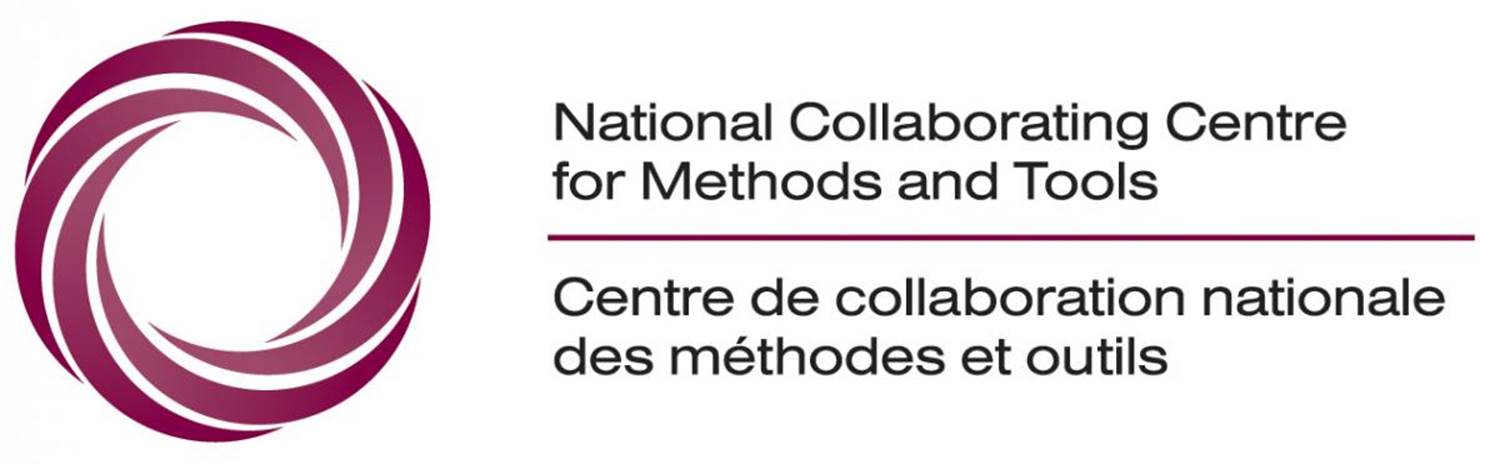 National Collaborating Centre
for Methods and Tools
Centre de collaboration nationale
des méthodes et outils